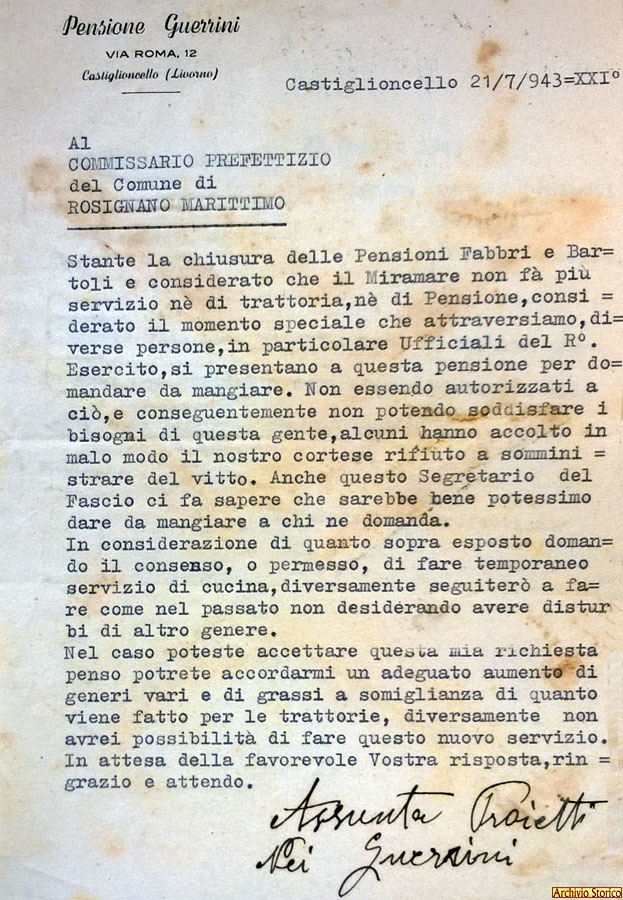 Pensione Guerrini
VIA ROMA, 12
Castiglioncello (Livorno)
Castiglioncello 21/7/943=XXI°
Al
COMMISSARIO PREFETTIZIO
del Comune di
ROSIGNANO MARITTIMO
Stante la chiusura delle Pensioni Fabbri e Bar=
toli e considerato che il Miramare non fà più
servizio nè di trattoria,nè di Pensione,consi =
derato il momento speciale che attraversiamo,di=
verse persone,in particolare Ufficiali del R°.
Esercito,si presentano a questa pensione per do=
mandare da mangiare. Non essendo autorizzati a
ciò,e conseguentemente non potendo soddisfare i
bisogni di questa gente,alcuni hanno accolto in
malo modo il nostro cortese rifiuto a sommini =
strare del vitto. Anche questo Segretario del
Fascio ci fa sapere che sarebbe bene potessimo
dare da mangiare a chi ne domanda.
In considerazione di quanto sopra esposto doman=
do il consenso, o permesso, di fare temporaneo
servizio di cucina,diversamente seguiterò a fa=
re come nel passato non desiderando avere distur
bi di altro genere.
Nel caso poteste accettare questa mia richiesta
penso potrete accordarmi un adeguato aumento di
generi vari e di grassi a somiglianza di quanto
viene fatto per le trattorie, diversamente non
avrei possibilità di fare questo nuovo servizio.
In attesa della favorevole Vostra risposta,rin =
grazio e attendo.
Assunta Proietti
Nei Guerrini
Archivio Storico